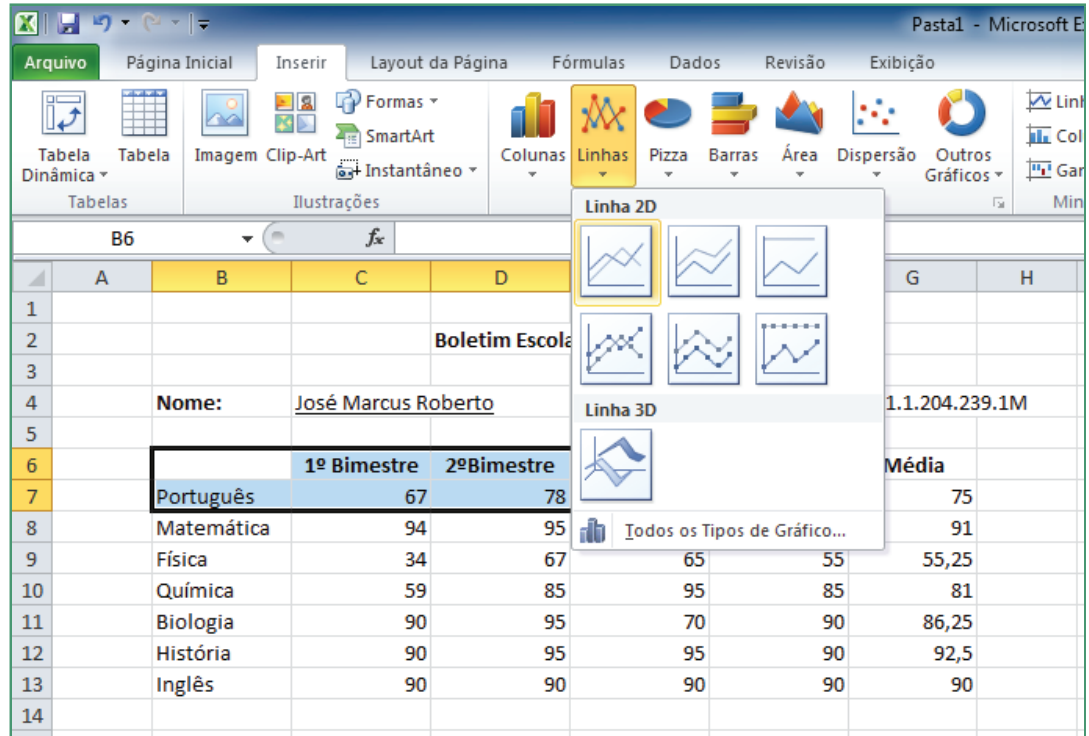 Pasta1 - Microsoft E
Arquivo Página Inicial Inserir Layout da Página Fórmulas Dados Revisão Exibição
Tabela Dinâmica
Tabela
Imagem
Clip-Art
Formas
SmartArt
Instantâneo
Colunas
Linhas
Pizza
Barras
Área
Dispersão
Outros Gráficos
Lin
Col
Gar
Tabelas Ilustrações Min
Linha 2D
Linha 3D
Todos os Tipos de Gráfico...
B6 fx
A B C D G H
1
2 Boletim Escola
3
4 Nome: José Marcus Roberto 1.1.204.239.1M
5
6 1º Bimestre 2ºBimestre Média
7 Português 67 78 75
8 Matemática 94 95 91
9 Física 34 67 65 55 55,25
10 Química 59 85 95 85 81
11 Biologia 90 95 70 90 86,25
12 História 90 95 95 90 92,5
13 Inglês 90 90 90 90 90
14